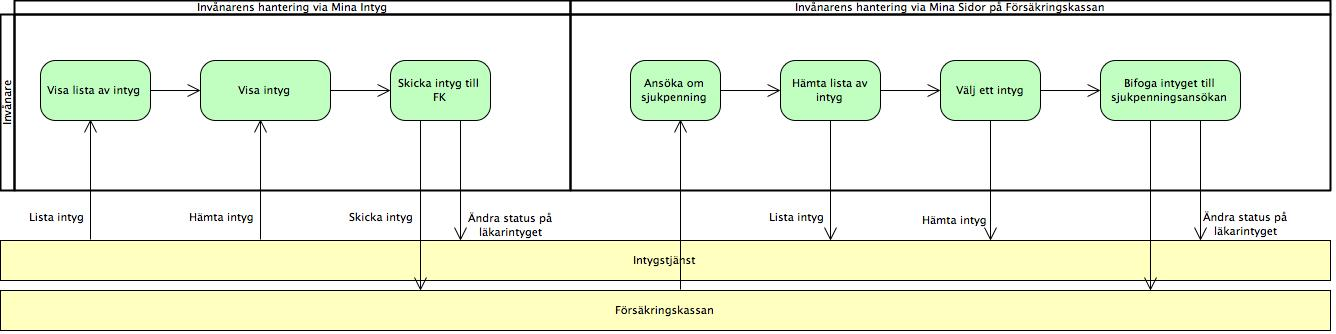 Invånarens hantering via Mina Intyg
Invånarens hantering via Mina Sidor på Försäkringskassan
Invånare
Visa lista av intyg
Visa intyg
Skicka intyg till
FK
Ansöka om
sjukpenning
Hämta lista av
intyg
Välj ett intyg
Bifoga intyget till
sjukpenningsansökan
Lista intyg
Hämta intyg
Skicka intyg
Ändra status på
läkarintyget
Lista intyg
Hämta intyg
Ändra status på
läkarintyget
Intygstjänst
Försäkringskassan